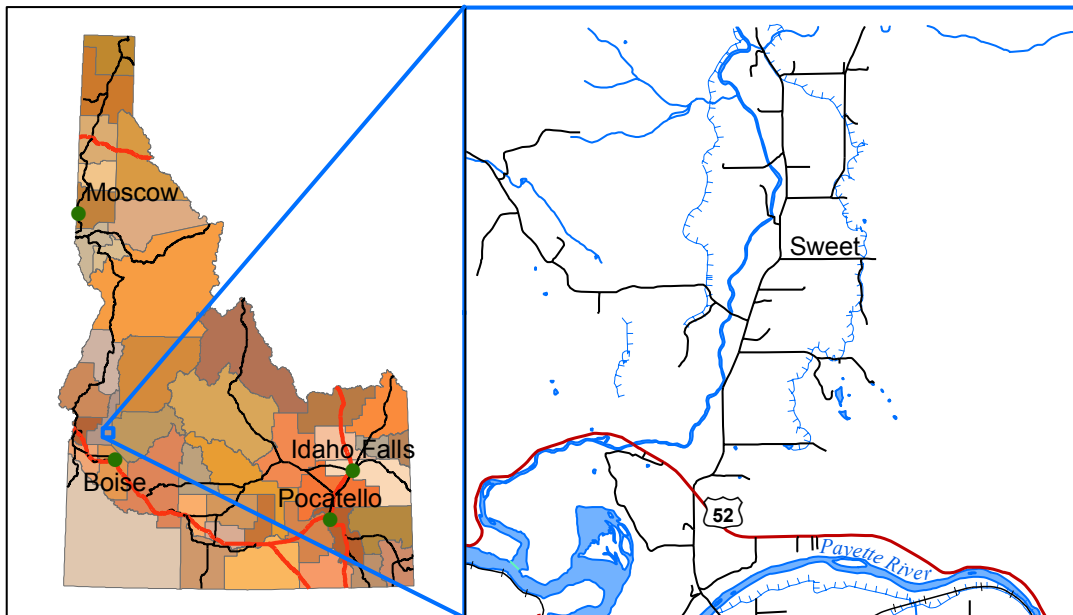 Moscow
Boise
Idaho Falls
Pocatello
Sweet
52
Payette River